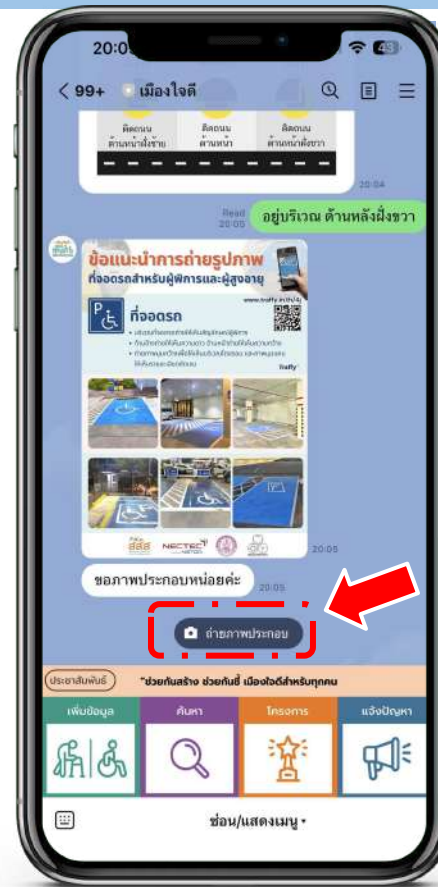 20:0
43
99+
เมืองใจดี
ติดถนน
ด้านหน้าฝั่งซ้าย
ติดถนน
ด้านหน้า
ติดถนน
ด้านหน้าฝั่งขวา
20:04
Read
20:05
อยู่บริเวณ ด้านหลังฝั่งขวา
ข้อแนะนำการถ่ายรูปภาพ
ที่จอดรถสำหรับผู้พิการและผู้สูงอายุ
P
ที่จอดรถ
traffy
สสส
NECTEC
20:05
ขอภาพประกอบหน่อยค่ะ
20:05
ถ่ายภาพประกอบ
ประชาสัมพันธ์
"ช่วยกันสร้าง ช่วยกันชี้ เมืองใจดีสำหรับทุกคน
เพิ่มข้อมูล
ค้นหา
โครงการ
แจ้งปัญหา
ซ่อน/แสดงเมนู